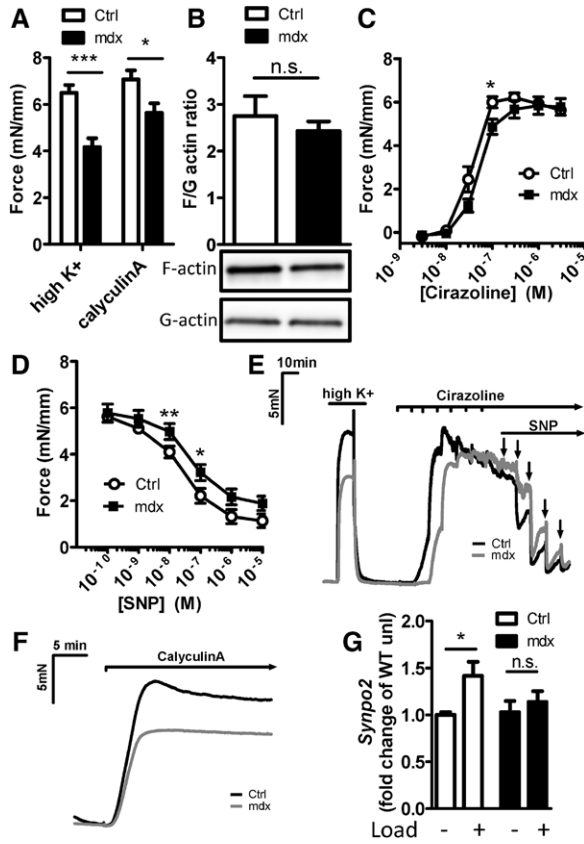 A
Ctrl
mdx
***
*
Force (mN/mm)
8
6
4
2
0
high K+
calyculinA
B
Ctrl
mdx
n.s.
F/G actin ratio
4
3
2
1
0
F-actin
G-actin
C
*
Force (mN/mm)
8
6
4
2
0
Ctrl
mdx
10-9
10-8
10-7
10-6
10-5
[Cirazoline] (M)
D
Force (mN/mm)
8
6
4
2
0
**
*
Ctrl
mdx
10-10
10-9
10-8
10-7
10-6
10-5
[SNP] (M)
E
10min
5mN
high K+
Cirazoline
SNP
Ctrl
mdx
F
5 min
5mN
CalyculinA
Ctrl
mdx
G
Ctrl
mdx
*
n.s.
Synpo2
(fold change of WT unl)
2.0
1.5
1.0
0.5
0.0
Load - + - +